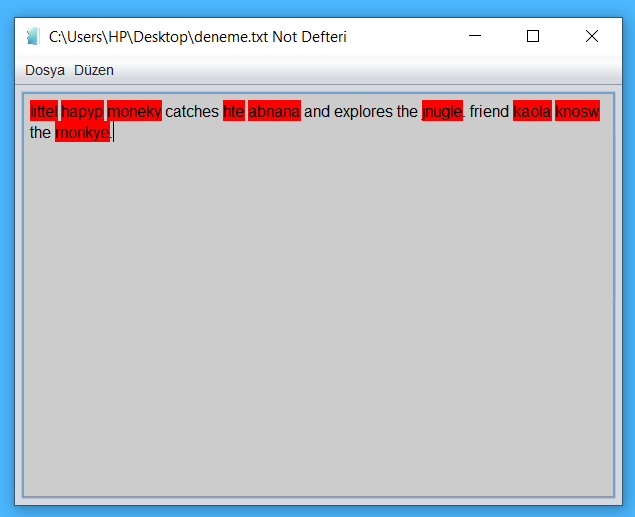 C:\Users\HP\Desktop\deneme.txt Not Defteri
Dosya Düzen
littel hapyp moneky catches hte abnana and explores the jnugle. friend kaola knosw
the monkye.